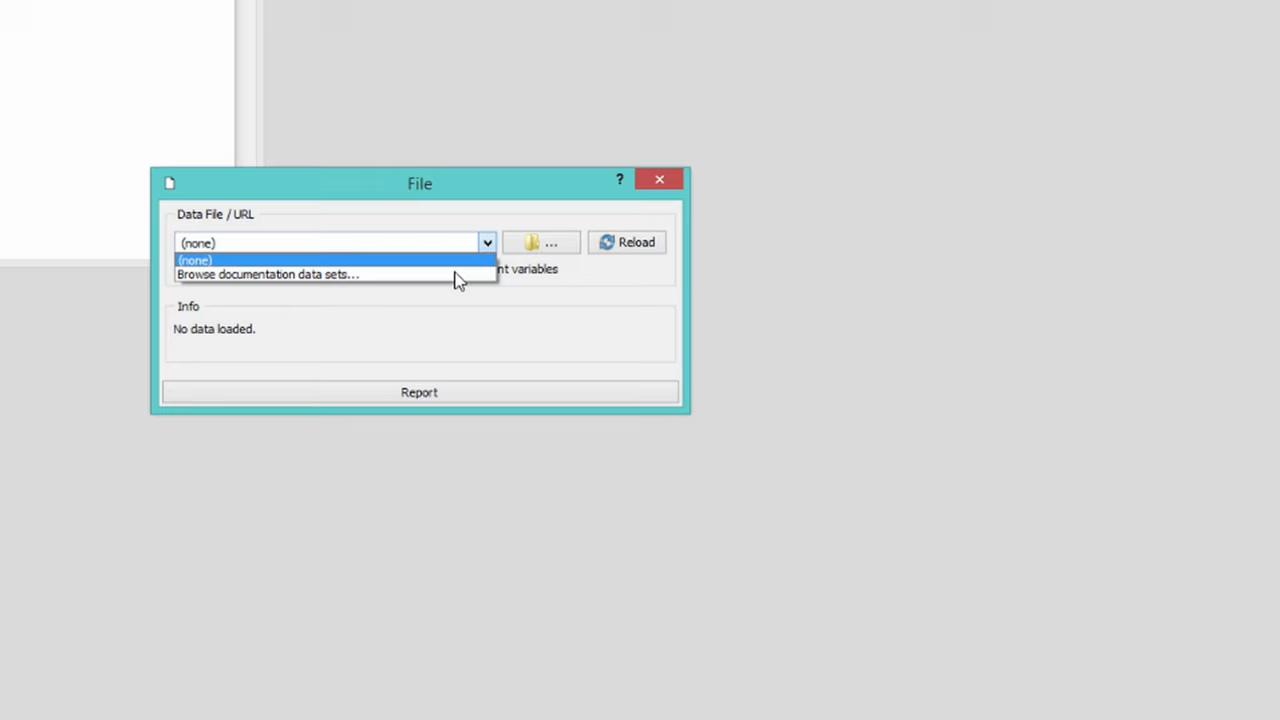 File
?
Data File / URL
(none)
...
Reload
(none)
Browse documentation data sets...
nt variables
Info
No data loaded.
Report